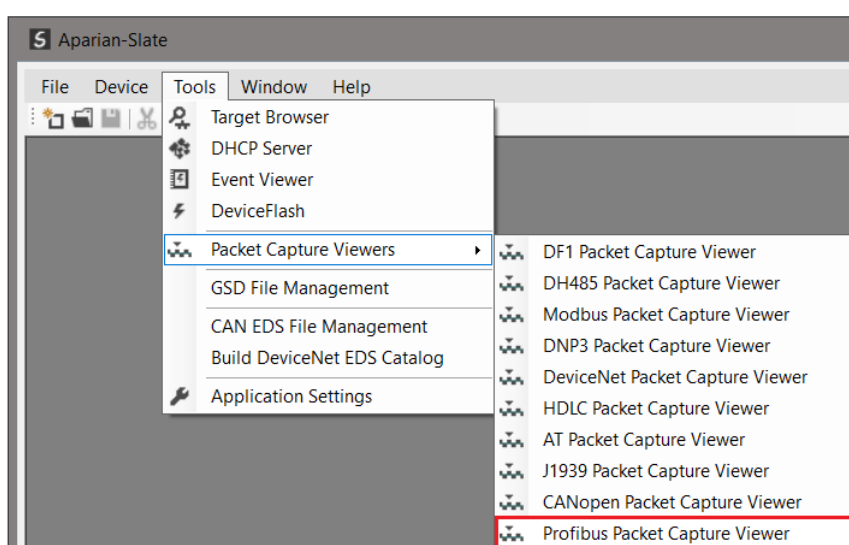 S Aparian-Slate
File Device Tools Window Help
Target Browser
DHCP Server
Event Viewer
DeviceFlash
Packet Capture Viewers
GSD File Management
CAN EDS File Management
Build DeviceNet EDS Catalog
Application Settings
DF1 Packet Capture Viewer
DH485 Packet Capture Viewer
Modbus Packet Capture Viewer
DNP3 Packet Capture Viewer
DeviceNet Packet Capture Viewer
HDLC Packet Capture Viewer
AT Packet Capture Viewer
J1939 Packet Capture Viewer
CANopen Packet Capture Viewer
Profibus Packet Capture Viewer